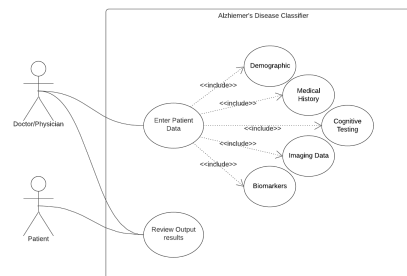 Alzhiemer's Disease Classifier
Demographic
<<include>>
Medical
History
<<include>>
Doctor/Physician
Enter Patient
Data
<<include>>
Cognitive
Testing
<<include>>
Imaging Data
<<include>>
Biomarkers
Patient
Review Output
results